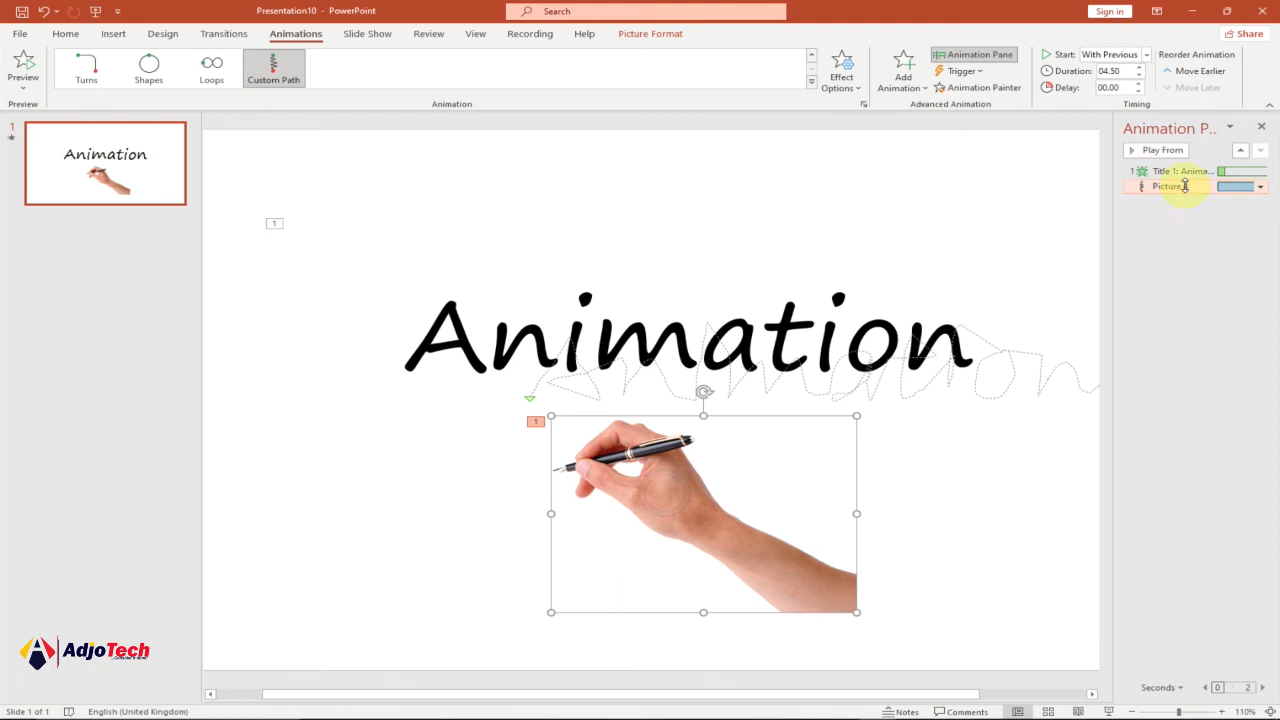 Presentation10 - PowerPoint
Search
Sign in
File Home Insert Design Transitions Animations Slide Show Review View Recording Help Picture Format
Share
Preview
Turns
Shapes
Loops
Custom Path
Effect Options
Add Animation
Animation Pane
Trigger
Animation Painter
Start: With Previous
Duration: 04.50
Delay: 00.00
Reorder Animation
Move Earlier
Move Later
Preview
Animation
Advanced Animation
Timing
1
Animation
1
Animation
1
Animation P...
Play From
1 Title 1: Anima...
Picture
Seconds
0 2
AdjoTech
Slide 1 of 1
English (United Kingdom)
Notes
Comments
110%